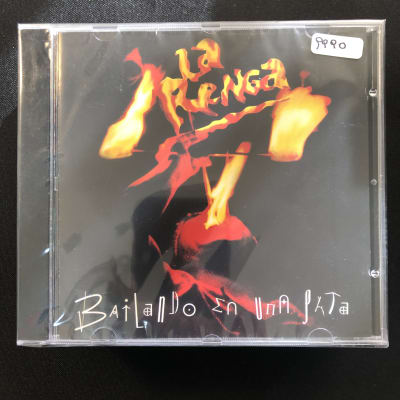 9990
La
RENGA
BAiLaNDO En UnA PATa